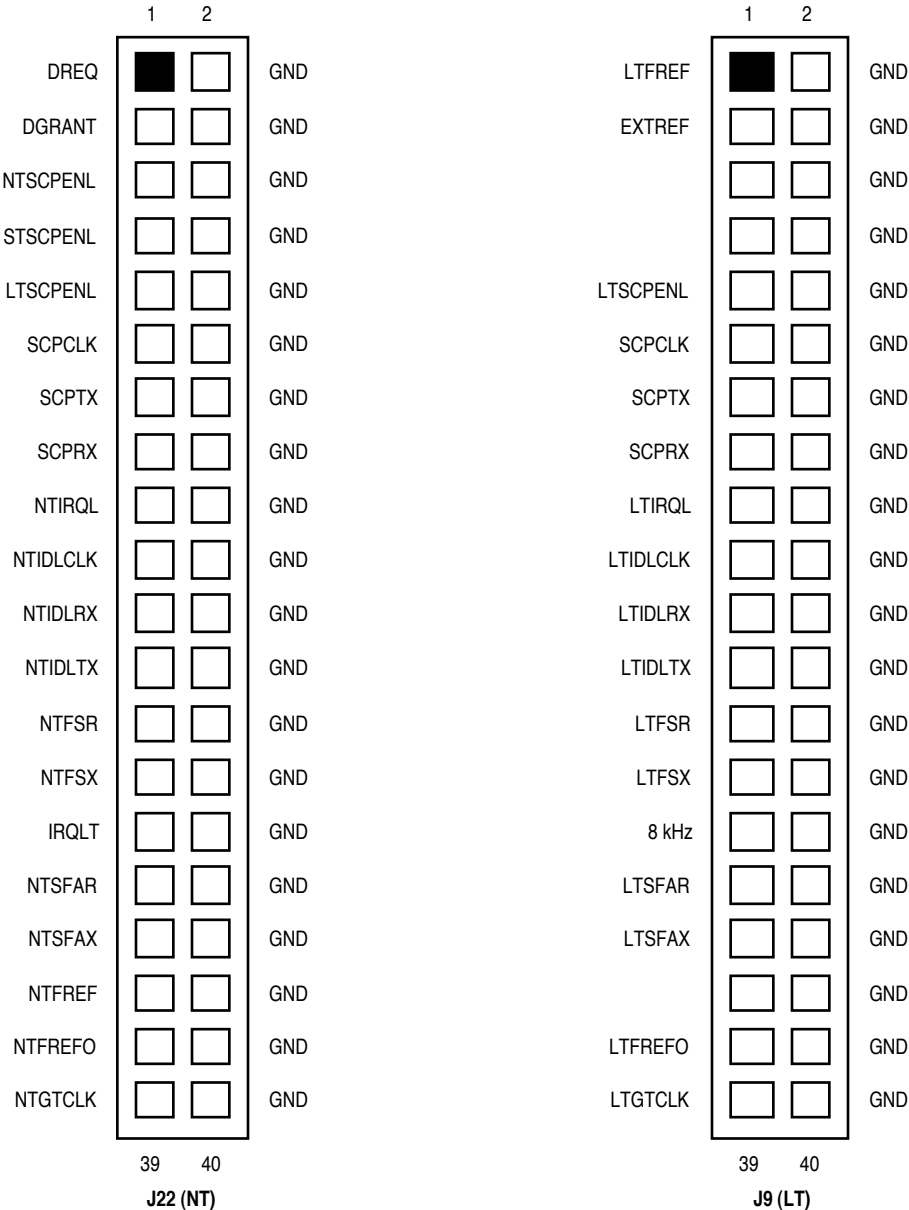 1 2
DREQ GND
DGRANT GND
NTSCPENL GND
STSCPENL GND
LTSCPENL GND
SCPCLK GND
SCPTX GND
SCPRX GND
NTIRQL GND
NTIDLCLK GND
NTIDLRX GND
NTIDLTX GND
NTFSR GND
NTFSX GND
IRQLT GND
NTSFAR GND
NTSFAX GND
NTFREF GND
NTFREFO GND
NTGTCLK GND
39 40
J22 (NT)
1 2
LTFREF GND
EXTREF GND
GND
GND
LTSCPENL GND
SCPCLK GND
SCPTX GND
SCPRX GND
LTIRQL GND
LTIDLCLK GND
LTIDLRX GND
LTIDLTX GND
LTFSR GND
LTFSX GND
8 kHz GND
LTSFAR GND
LTSFAX GND
GND
LTFREFO GND
LTGTCLK GND
39 40
J9 (LT)